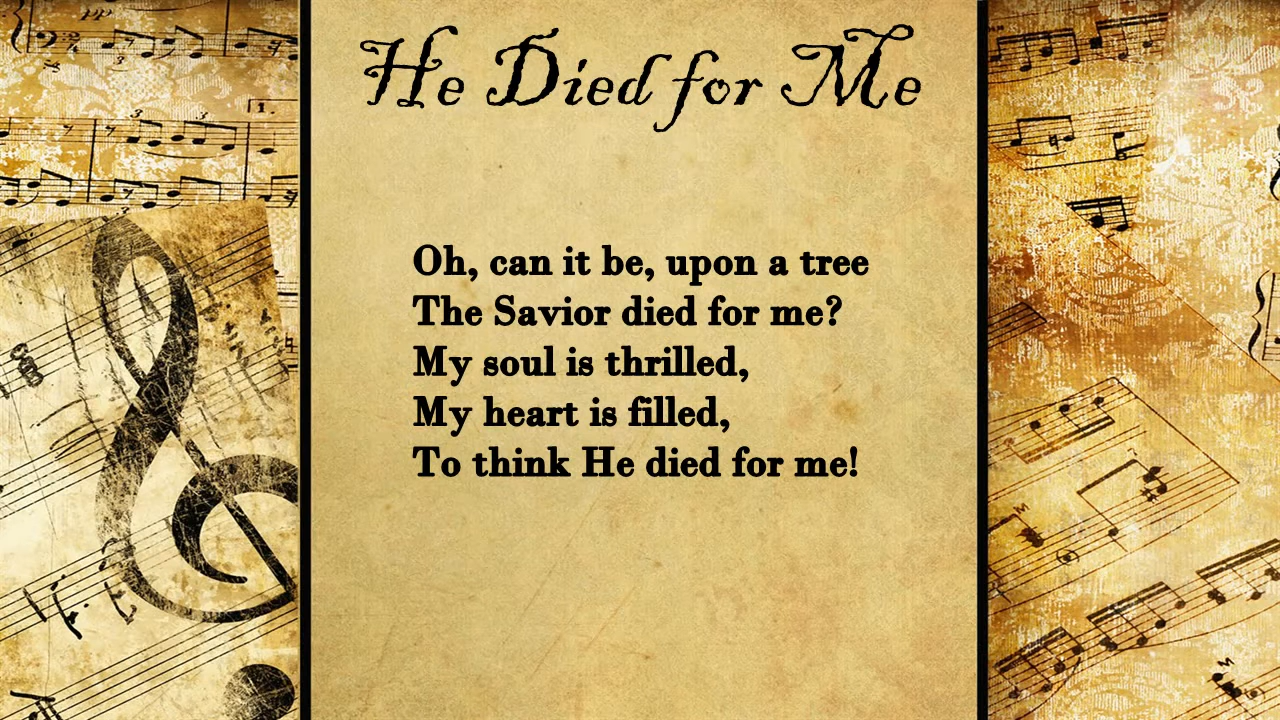 He Died for Me
Oh, can it be, upon a tree
The Savior died for me?
My soul is thrilled,
My heart is filled,
To think He died for me!